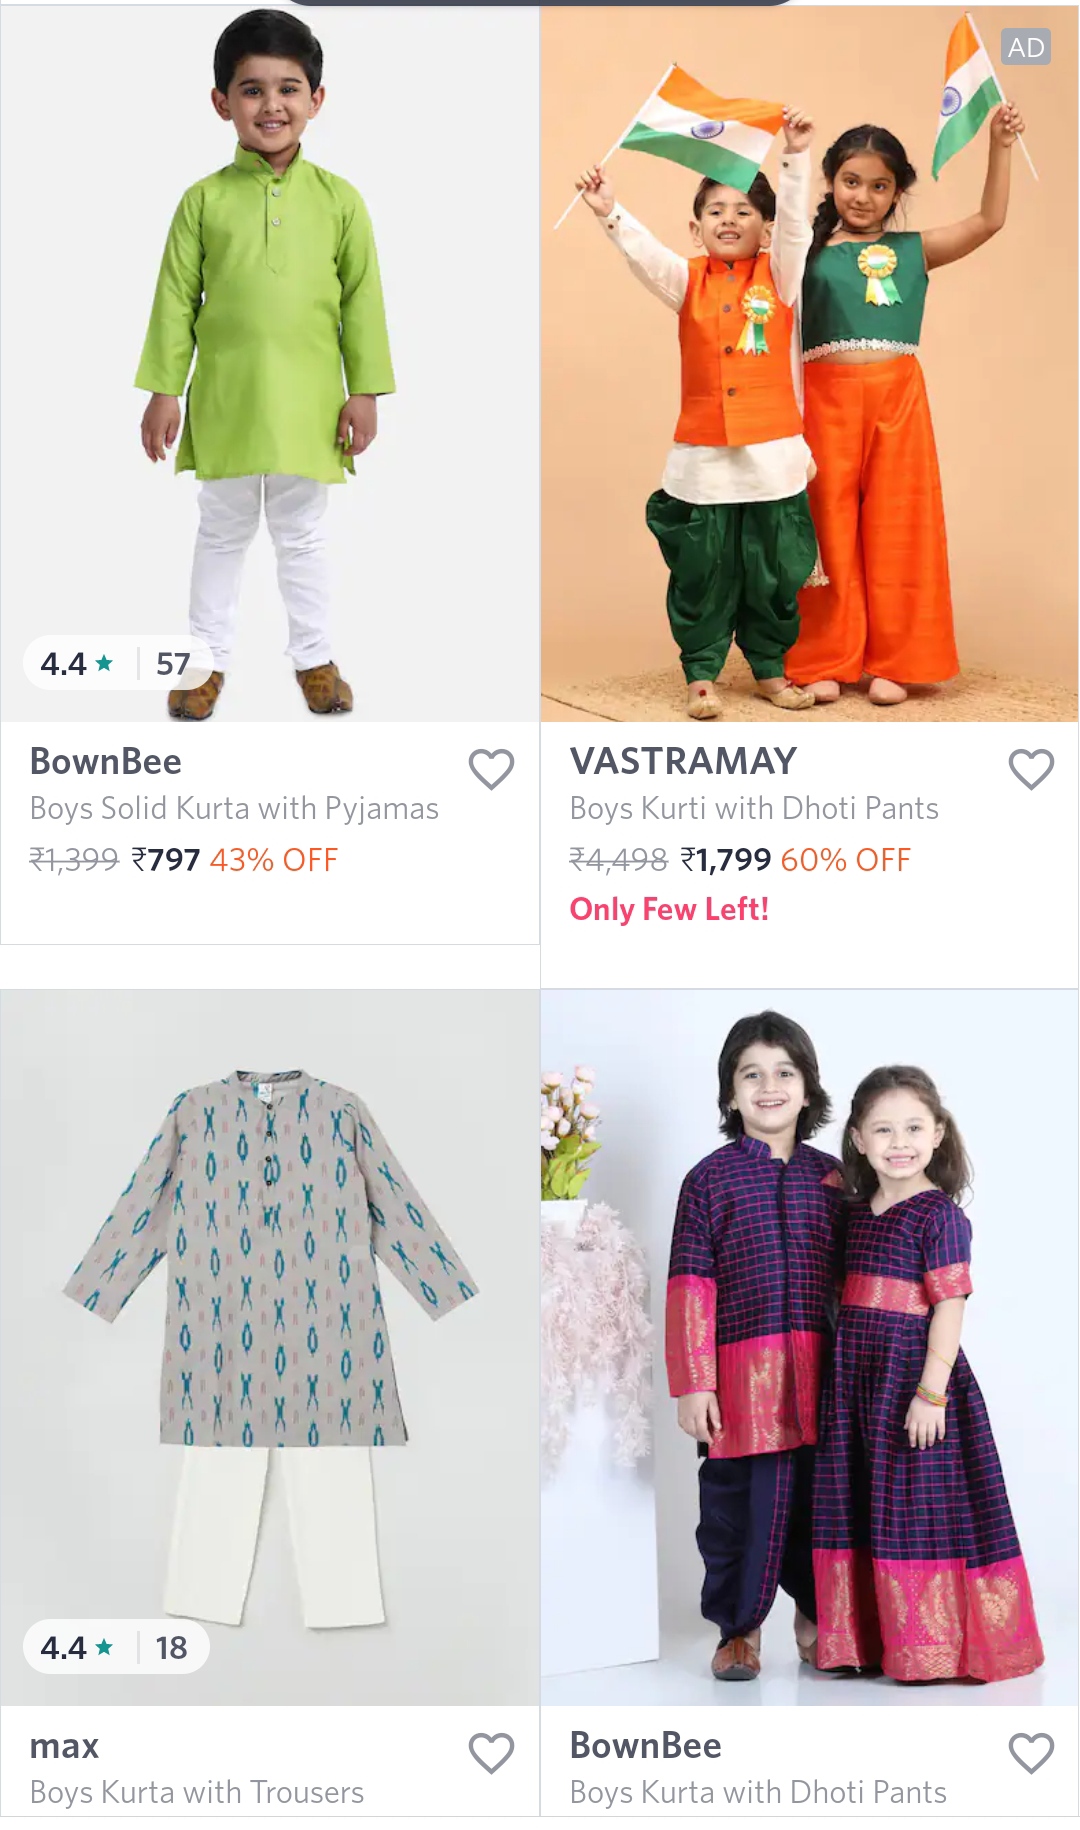 AD
4.4 ★ | 57
BownBee
Boys Solid Kurta with Pyjamas
₹1,399 ₹797 43% OFF
VASTRAMAY
Boys Kurti with Dhoti Pants
₹4,498 ₹1,799 60% OFF
Only Few Left!
4.4 ★ | 18
max
Boys Kurta with Trousers
BownBee
Boys Kurta with Dhoti Pants